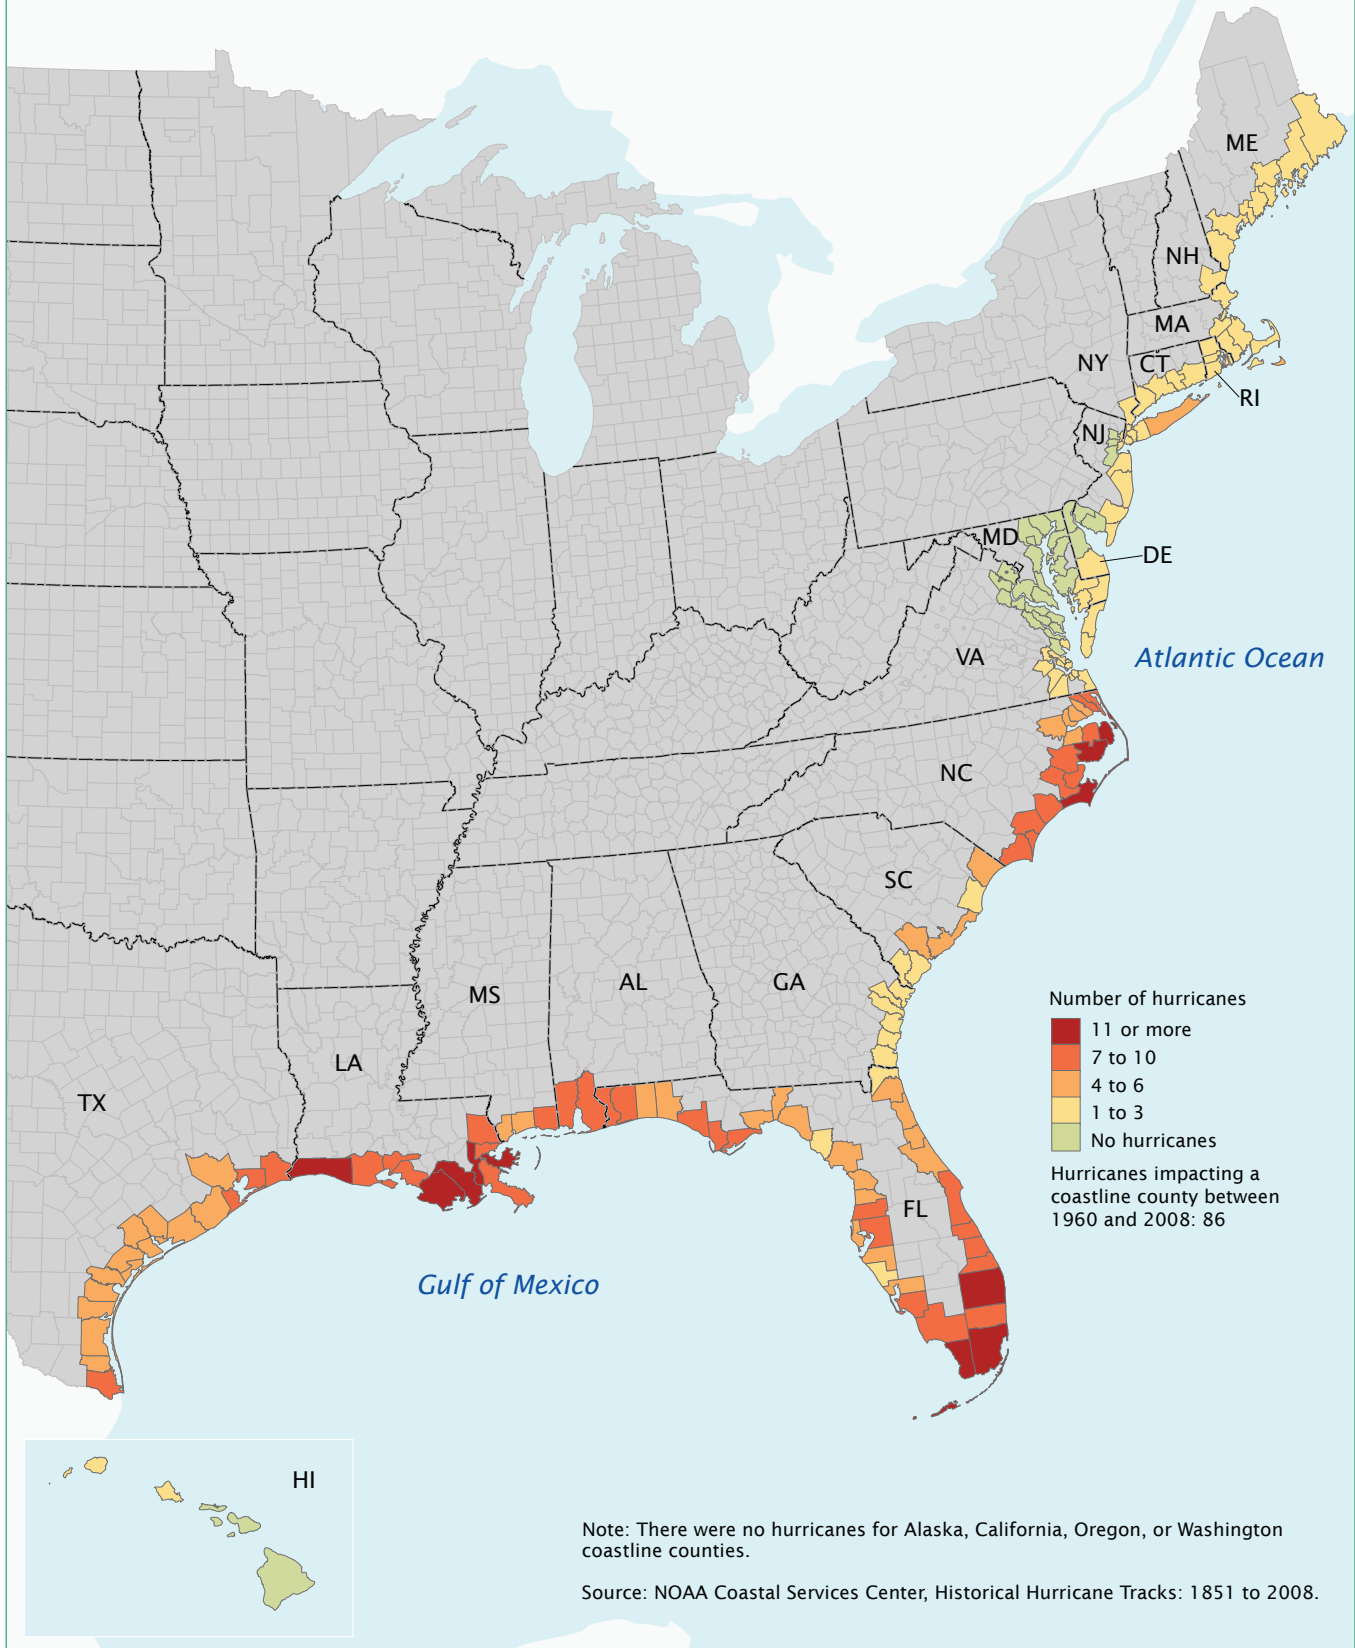 ME
NH
MA
NY
CT
RI
NJ
MD
DE
VA
Atlantic Ocean
NC
SC
MS
AL
GA
LA
TX
FL
Gulf of Mexico
Number of hurricanes
11 or more
7 to 10
4 to 6
1 to 3
No hurricanes
Hurricanes impacting a
coastline county between
1960 and 2008: 86
HI
Note: There were no hurricanes for Alaska, California, Oregon, or Washington
coastline counties.
Source: NOAA Coastal Services Center, Historical Hurricane Tracks: 1851 to 2008.